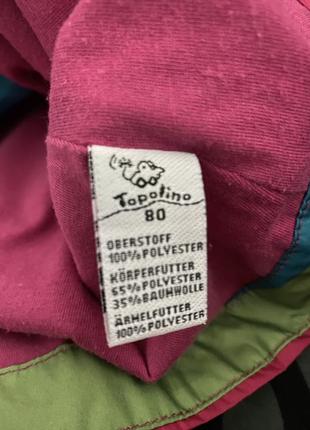 Topolino
80
OBERSTOFF
100% POLYESTER
KÖRPERFUTTER
65% POLYESTER
35% BAUMWOLLE
ÄRMELFUTTER
100% POLYESTER